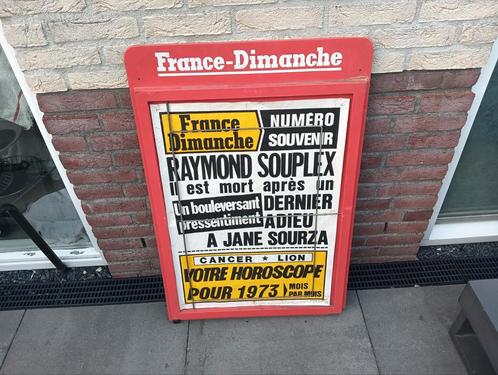 France-Dimanche
France Dimanche
NUMERO SOUVENIR
RAYMOND SOUPLEX
il est mort après un
un bouleversant pressentiment
DERNIER ADIEU
A JANE SOURZA
CANCER ★ LION
VOTRE HOROSCOPE
POUR 1973 MOIS PAR MOIS